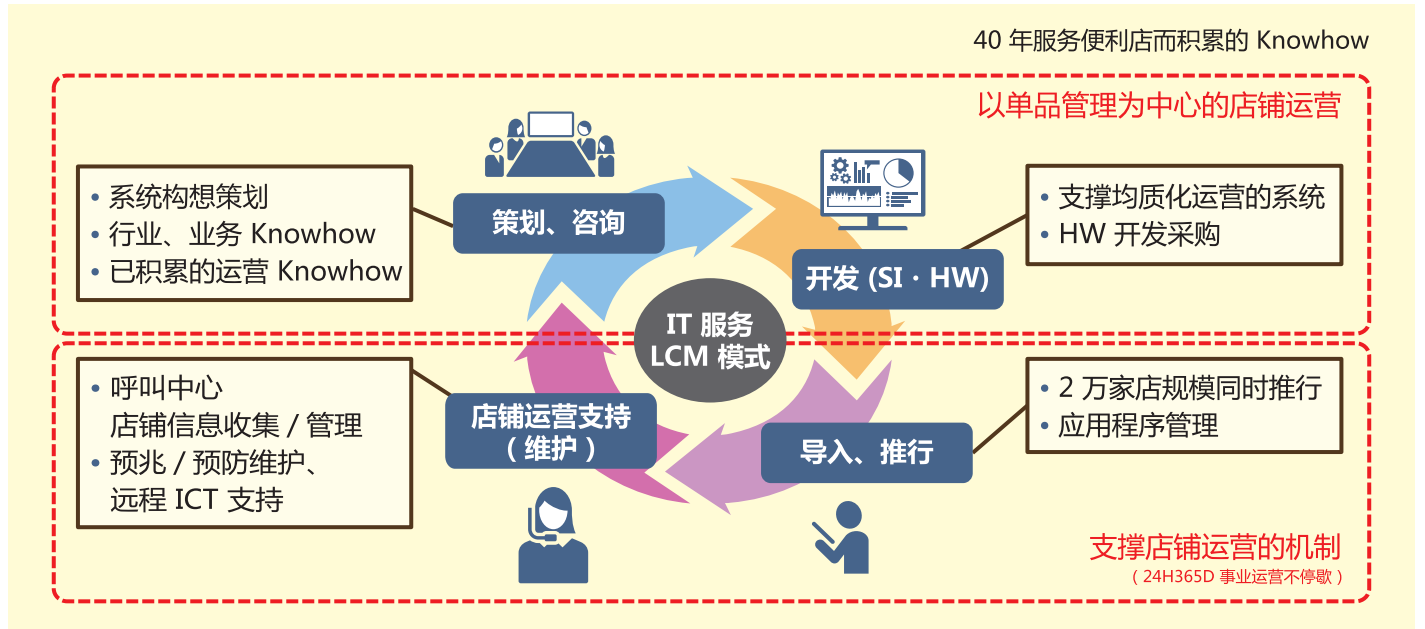 40 年服务便利店而积累的 Knowhow
以单品管理为中心的店铺运营
• 系统构想策划
• 行业、业务 Knowhow
• 已积累的运营 Knowhow
策划、咨询
开发 (SI · HW)
• 支撑均质化运营的系统
• HW 开发采购
IT 服务
LCM 模式
• 呼叫中心
店铺信息收集 / 管理
• 预兆 / 预防维护、
远程 ICT 支持
店铺运营支持
（维护）
导入、推行
• 2 万家店规模同时推行
• 应用程序管理
支撑店铺运营的机制
（24H365D 事业运营不停歇）